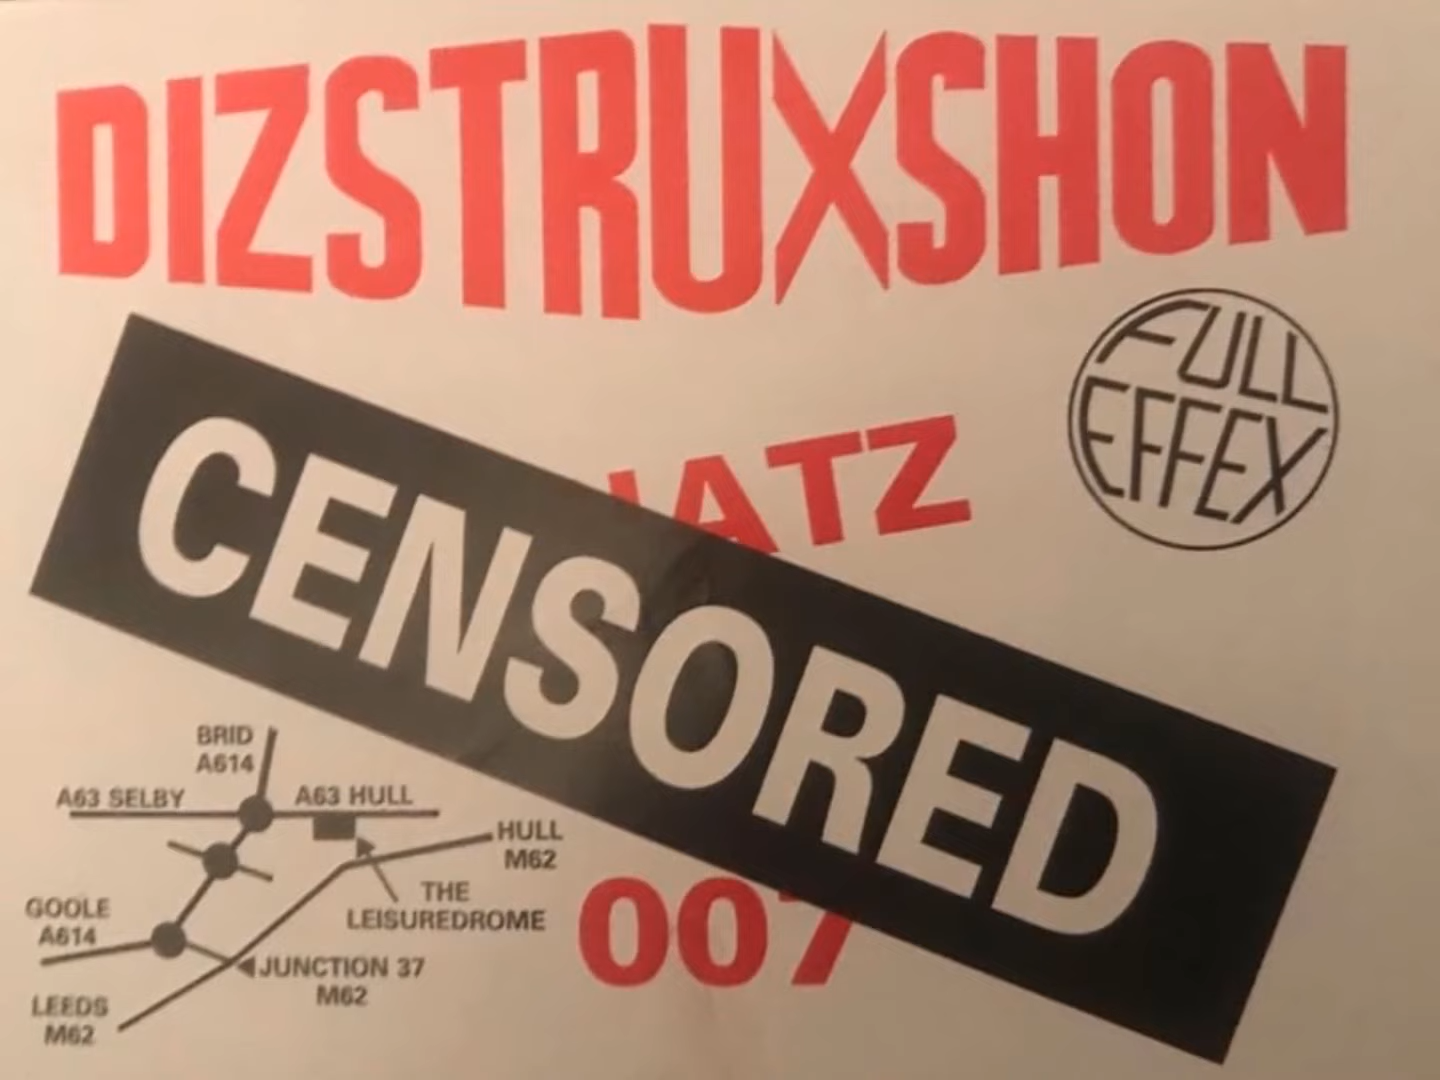 DIZSTRUXSHON
FULL
EFFEX
ATZ
CENSORED
BRID
A614
A63 SELBY
A63 HULL
HULL
M62
THE
LEISUREDROME
GOOLE
A614
JUNCTION 37
M62
LEEDS
M62
007